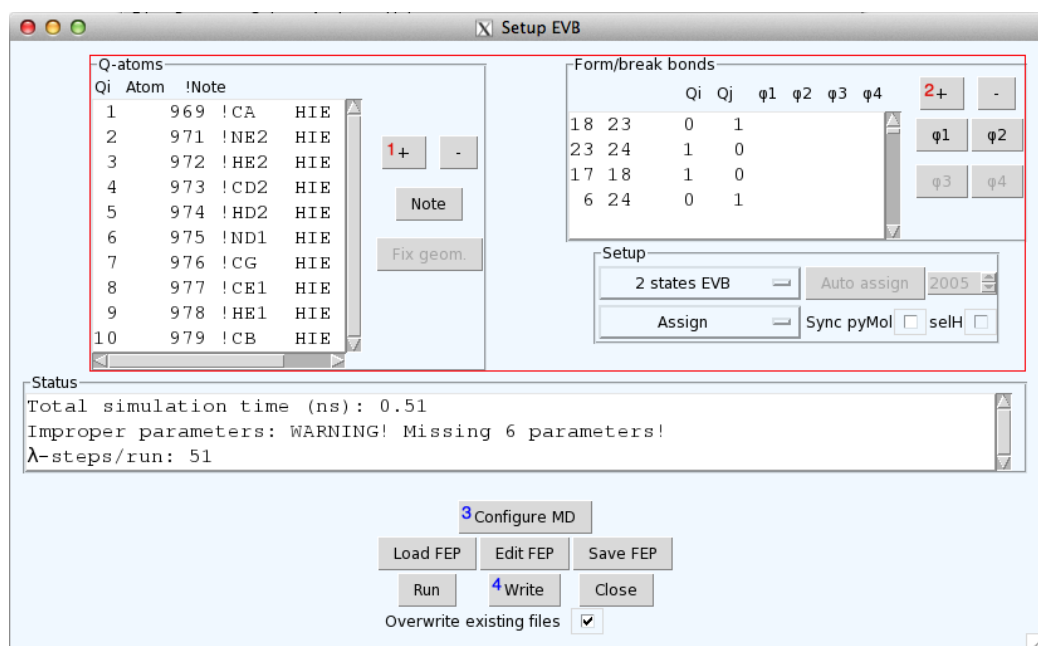 X Setup EVB
Q-atoms
Qi Atom !Note
1 969 !CA HIE
2 971 !NE2 HIE
3 972 !HE2 HIE
4 973 !CD2 HIE
5 974 !HD2 HIE
6 975 !ND1 HIE
7 976 !CG HIE
8 977 !CE1 HIE
9 978 !HE1 HIE
10 979 !CB HIE
1+ -
Note
Fix geom.
Form/break bonds
Qi Qj φ1 φ2 φ3 φ4
18 23 0 1
23 24 1 0
17 18 1 0
6 24 0 1
2+ -
φ1 φ2
φ3 φ4
Setup
2 states EVB Auto assign 2005
Assign Sync pyMol selH
Status
Total simulation time (ns): 0.51
Improper parameters: WARNING! Missing 6 parameters!
λ-steps/run: 51
3 Configure MD
Load FEP Edit FEP Save FEP
Run 4 Write Close
Overwrite existing files